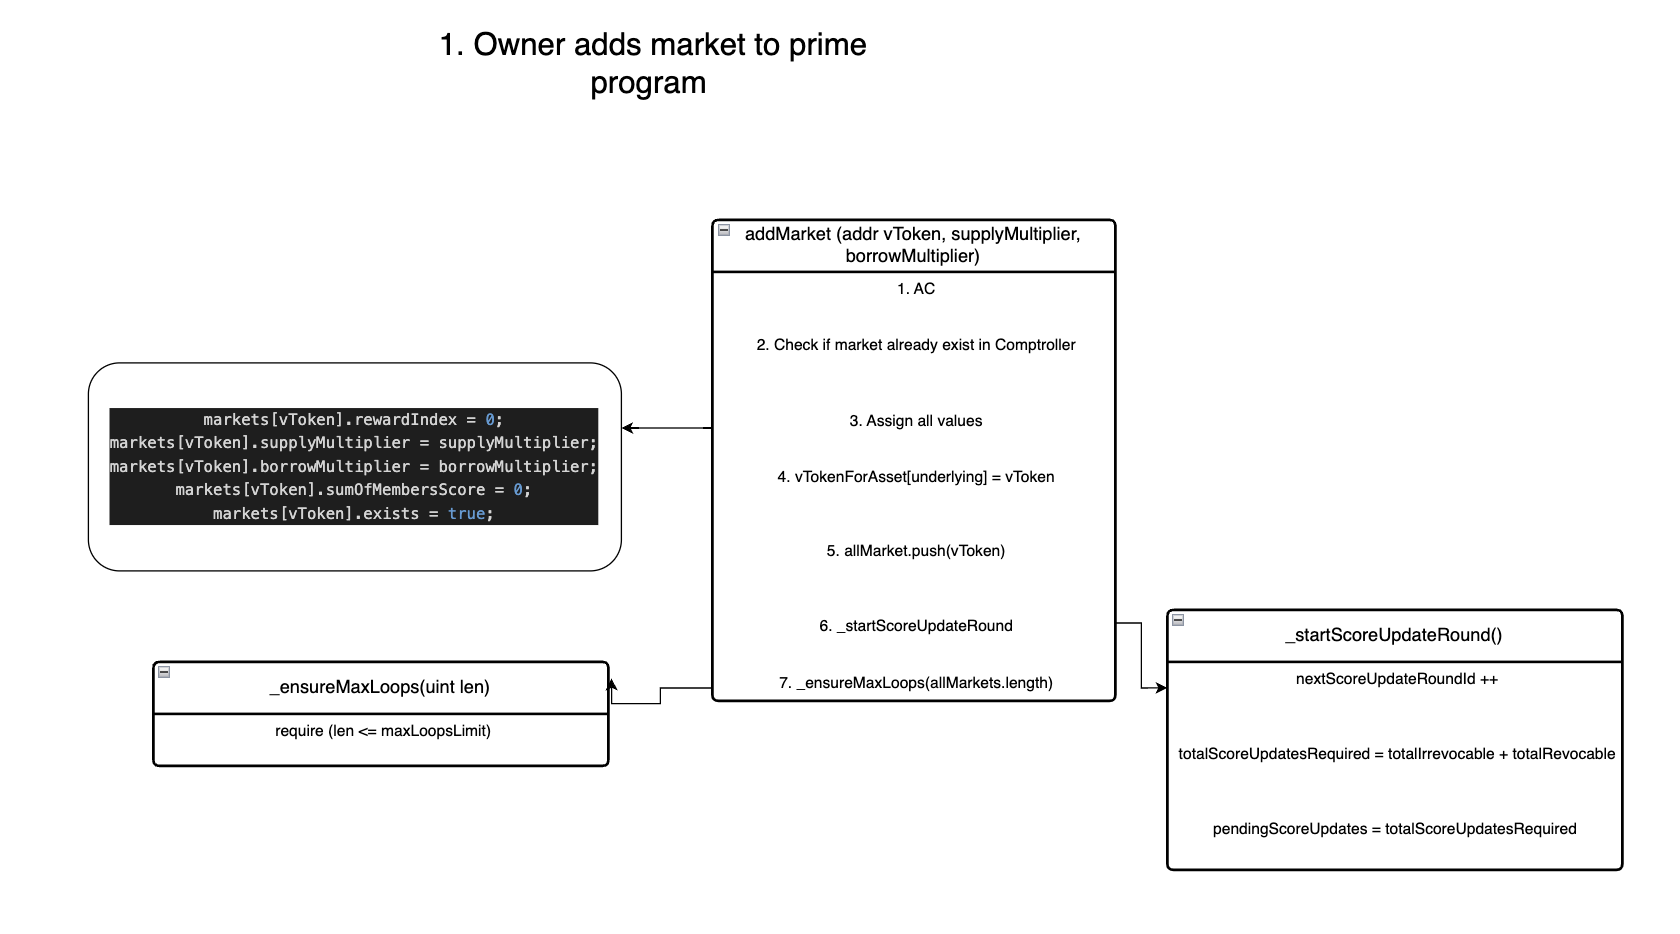 1. Owner adds market to prime
program
addMarket (addr vToken, supplyMultiplier,
borrowMultiplier)
1. AC
2. Check if market already exist in Comptroller
3. Assign all values
4. vTokenForAsset[underlying] = vToken
5. allMarket.push(vToken)
6. _startScoreUpdateRound
7. _ensureMaxLoops(allMarkets.length)
markets[vToken].rewardIndex = 0;
markets[vToken].supplyMultiplier = supplyMultiplier;
markets[vToken].borrowMultiplier = borrowMultiplier;
markets[vToken].sumOfMembersScore = 0;
markets[vToken].exists = true;
_ensureMaxLoops(uint len)
require (len <= maxLoopsLimit)
_startScoreUpdateRound()
nextScoreUpdateRoundId ++
totalScoreUpdatesRequired = totalIrrevocable + totalRevocable
pendingScoreUpdates = totalScoreUpdatesRequired